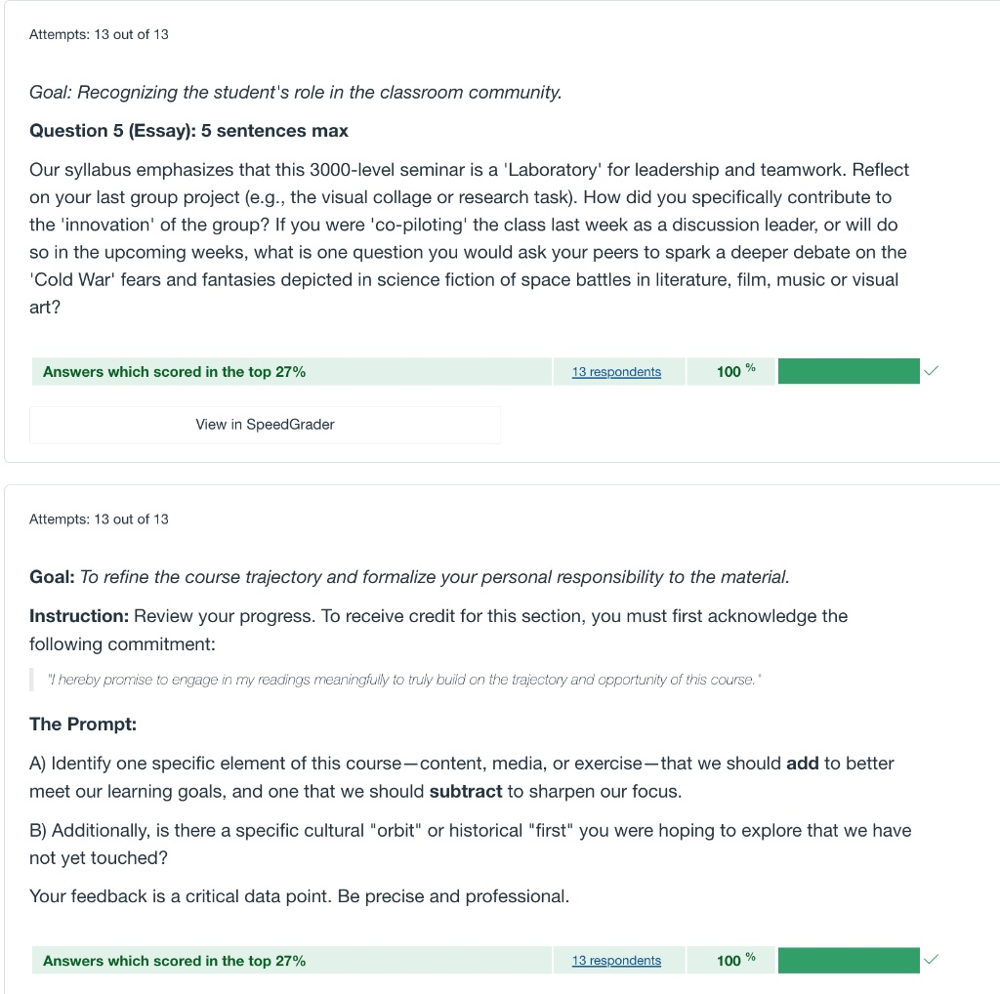 Attempts: 13 out of 13
Goal: Recognizing the student's role in the classroom community.
Question 5 (Essay): 5 sentences max
Our syllabus emphasizes that this 3000-level seminar is a 'Laboratory' for leadership and teamwork. Reflect
on your last group project (e.g., the visual collage or research task). How did you specifically contribute to
the 'innovation' of the group? If you were 'co-piloting' the class last week as a discussion leader, or will do
so in the upcoming weeks, what is one question you would ask your peers to spark a deeper debate on the
'Cold War' fears and fantasies depicted in science fiction of space battles in literature, film, music or visual
art?
Answers which scored in the top 27% 13 respondents 100 %
View in SpeedGrader
Attempts: 13 out of 13
Goal: To refine the course trajectory and formalize your personal responsibility to the material.
Instruction: Review your progress. To receive credit for this section, you must first acknowledge the
following commitment:
"I hereby promise to engage in my readings meaningfully to truly build on the trajectory and opportunity of this course."
The Prompt:
A) Identify one specific element of this course—content, media, or exercise—that we should add to better
meet our learning goals, and one that we should subtract to sharpen our focus.
B) Additionally, is there a specific cultural "orbit" or historical "first" you were hoping to explore that we have
not yet touched?
Your feedback is a critical data point. Be precise and professional.
Answers which scored in the top 27% 13 respondents 100 %